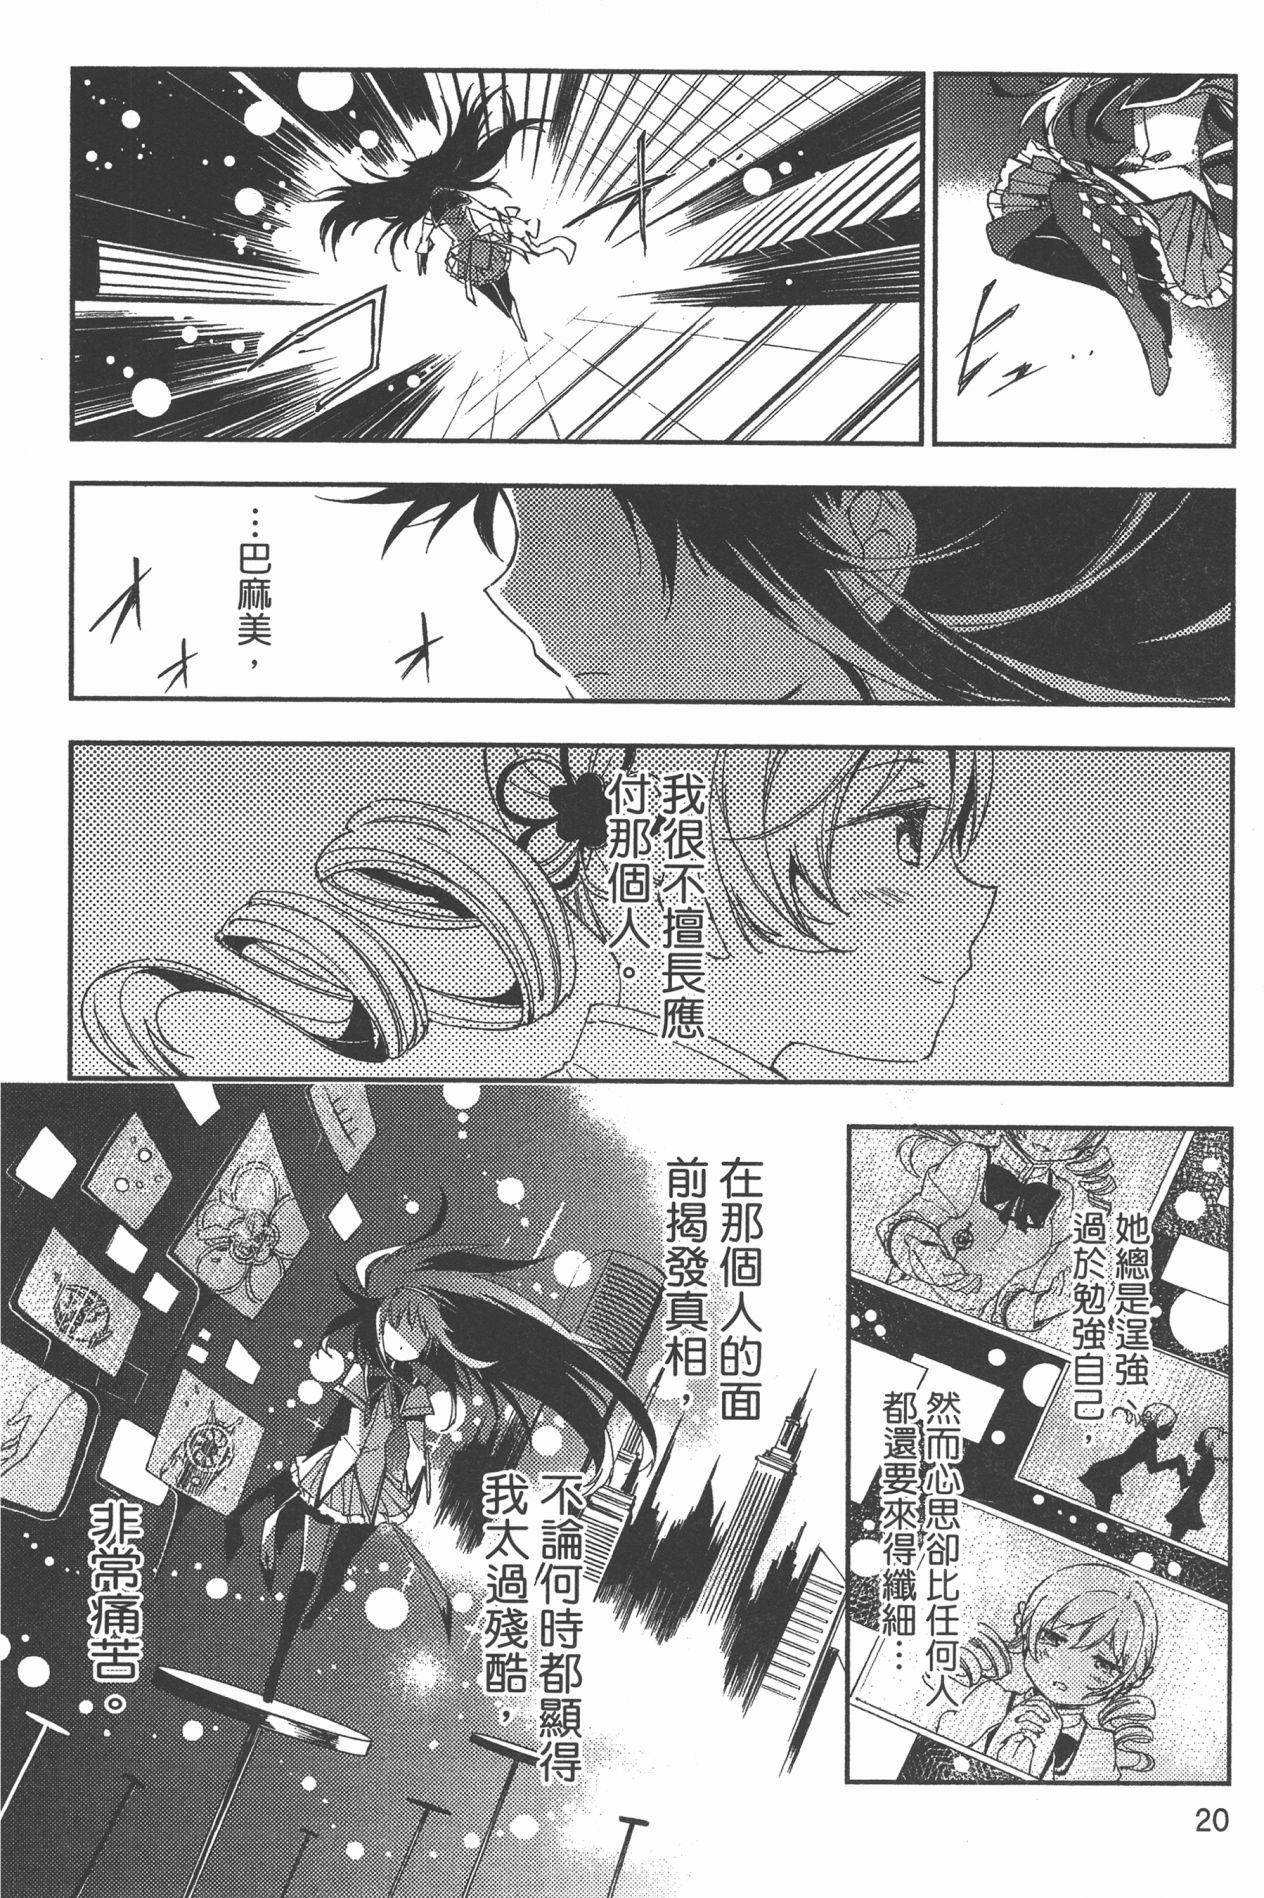 …巴麻美，
我很不擅長應
付那個人。
她總是逞強
過於勉強自己，
然而心思卻比任何人
都還要來得纖細…
在那個人的面
前揭發真相，
不論何時都顯得
我太過殘酷，
非常痛苦。
20